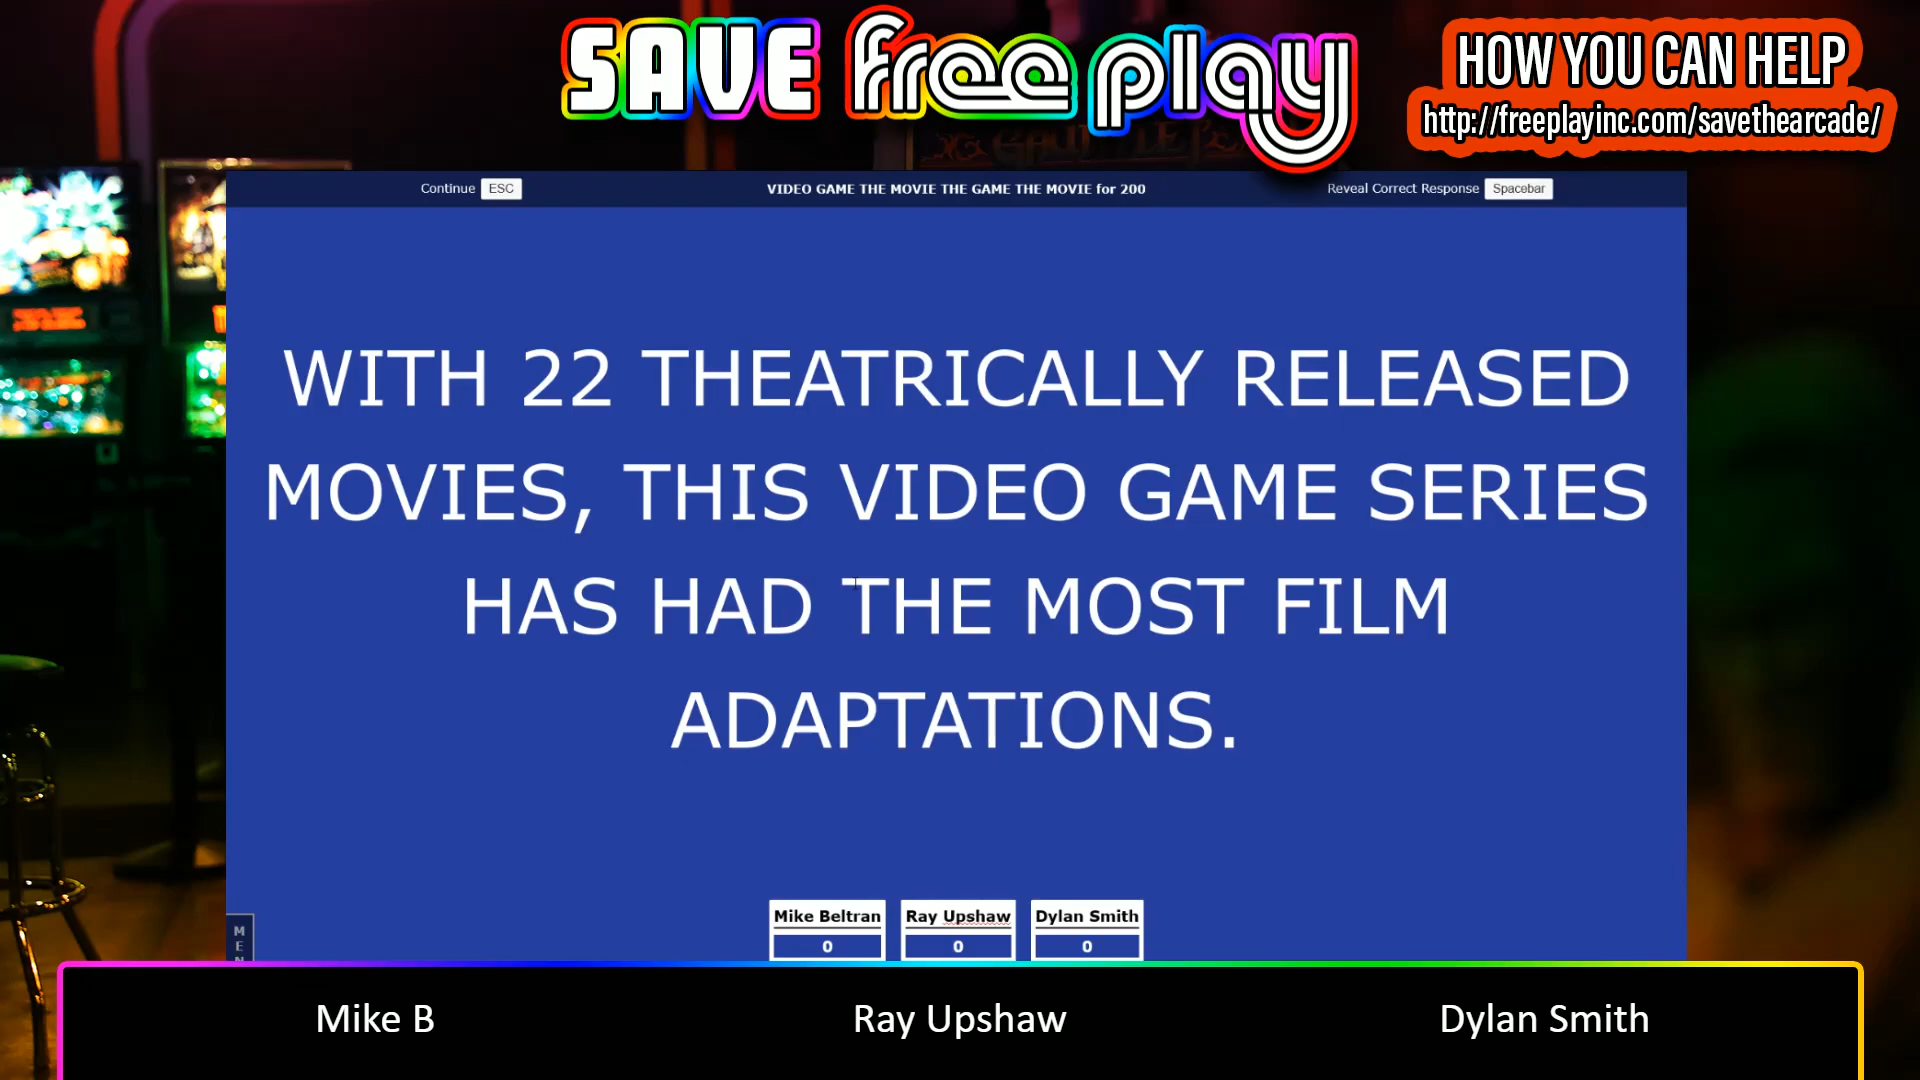 SAVE free play
HOW YOU CAN HELP
http://freeplayinc.com/savethearcade/
Continue ESC
VIDEO GAME THE MOVIE THE GAME THE MOVIE for 200
Reveal Correct Response Spacebar
WITH 22 THEATRICALLY RELEASED
MOVIES, THIS VIDEO GAME SERIES
HAS HAD THE MOST FILM
ADAPTATIONS.
Mike Beltran
0
Ray Upshaw
0
Dylan Smith
0
M
E
N
Mike B
Ray Upshaw
Dylan Smith